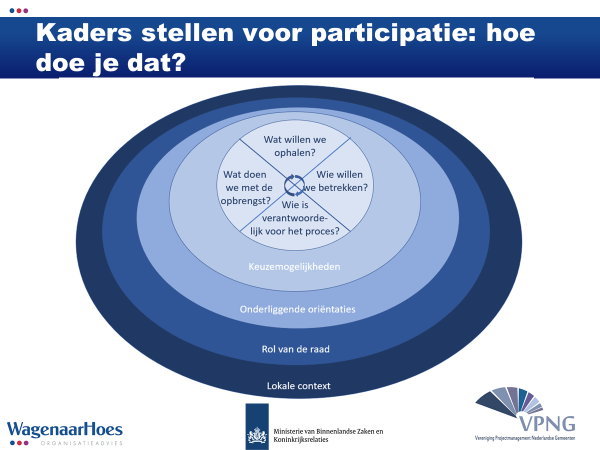 Kaders stellen voor participatie: hoe
doe je dat?
Wat willen we
ophalen?
Wat doen
we met de
opbrengst?
Wie willen
we betrekken?
Wie is
verantwoorde-
lijk voor het proces?
Keuzemogelijkheden
Onderliggende oriëntaties
Rol van de raad
Lokale context
WagenaarHoes
ORGANISATIEADVIES
Ministerie van Binnenlandse Zaken en
Koninkrijksrelaties
VPNG
Vereniging Projectmanagement Nederlandse Gemeenten